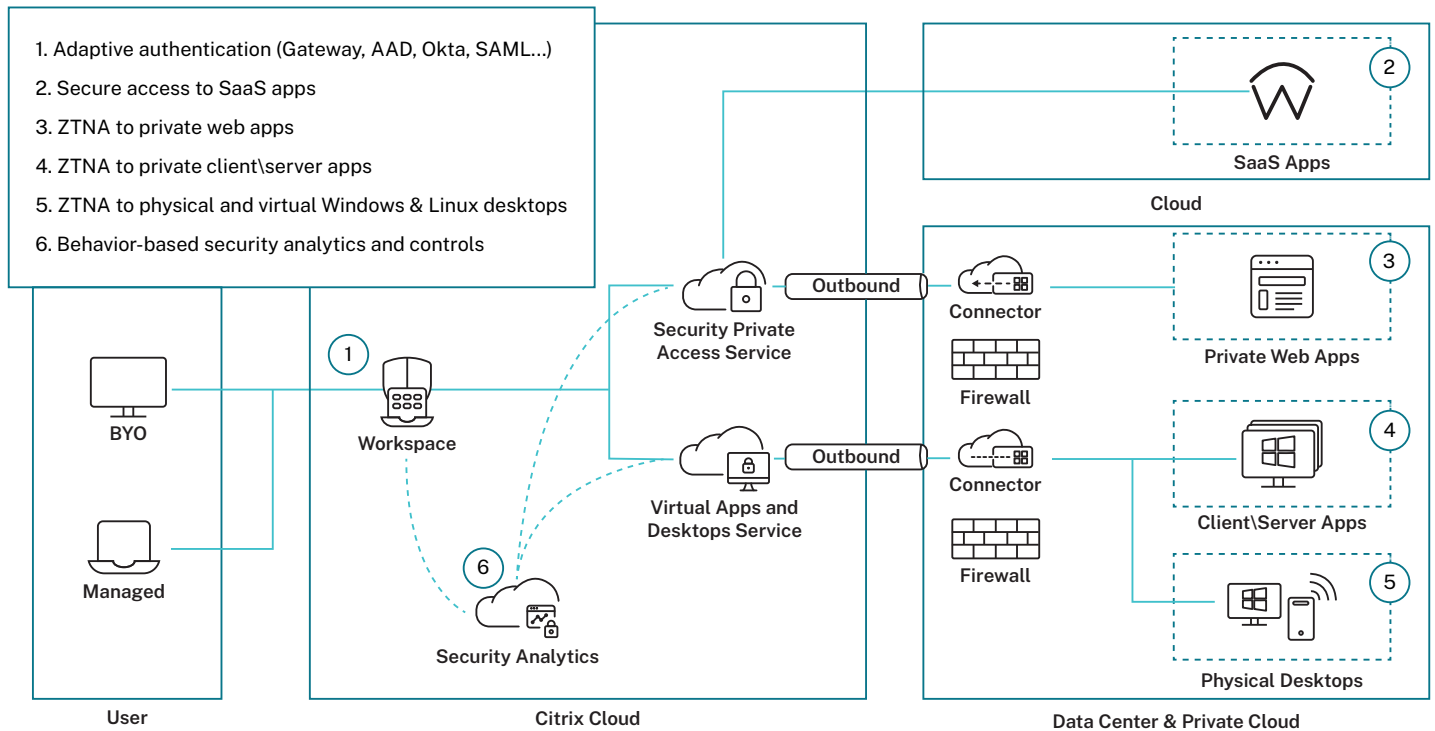 1. Adaptive authentication (Gateway, AAD, Okta, SAML...)
2. Secure access to SaaS apps
3. ZTNA to private web apps
4. ZTNA to private client\server apps
5. ZTNA to physical and virtual Windows & Linux desktops
6. Behavior-based security analytics and controls
BYO
Managed
User
1
Workspace
6
Security Analytics
Security Private
Access Service
Virtual Apps and
Desktops Service
Citrix Cloud
Outbound
Outbound
2
SaaS Apps
Cloud
Connector
Firewall
Connector
Firewall
3
Private Web Apps
4
Client\Server Apps
5
Physical Desktops
Data Center & Private Cloud